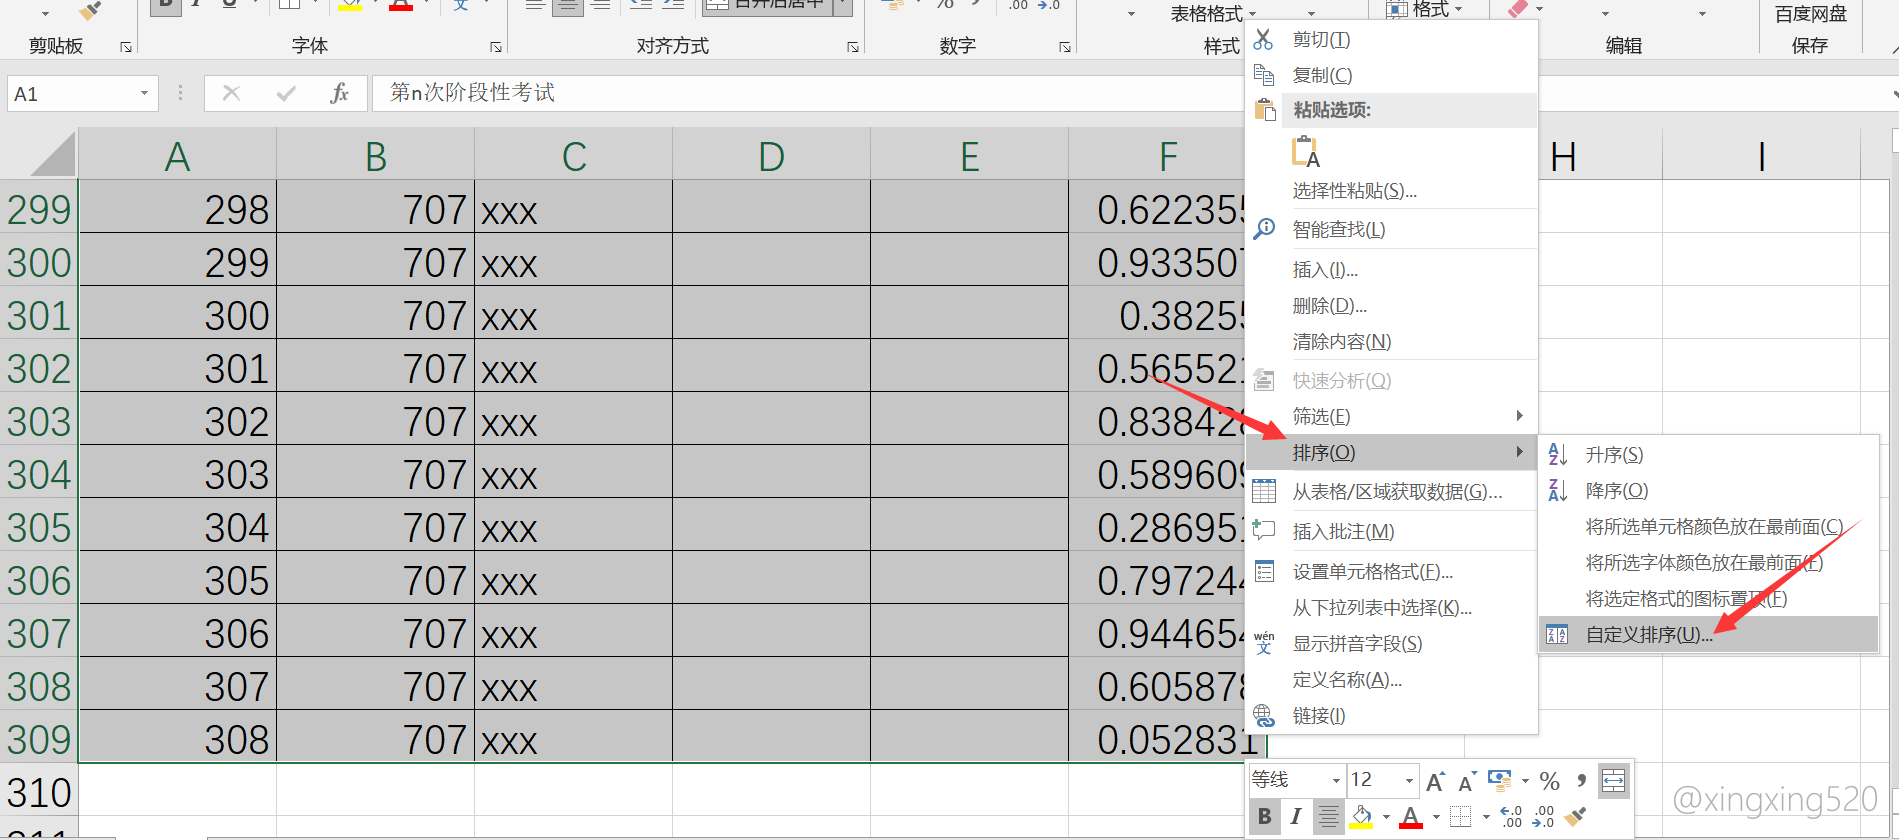 B I U
合并后居中
% ,
.00
→.0
表格格式
格式
百度网盘
剪贴板
字体
对齐方式
数字
样式
编辑
保存
A1
fx
第n次阶段性考试
A B C D E F H I
299 298 707 xxx 0.622355
300 299 707 xxx 0.933507
301 300 707 xxx 0.38255
302 301 707 xxx 0.565521
303 302 707 xxx 0.838428
304 303 707 xxx 0.589609
305 304 707 xxx 0.286951
306 305 707 xxx 0.797244
307 306 707 xxx 0.944654
308 307 707 xxx 0.605878
309 308 707 xxx 0.052831
310
311
剪切(T)
复制(C)
粘贴选项:
选择性粘贴(S)...
智能查找(L)
插入(I)...
删除(D)...
清除内容(N)
快速分析(Q)
筛选(E)
排序(O)
从表格/区域获取数据(G)...
插入批注(M)
设置单元格格式(F)...
从下拉列表中选择(K)...
wén
文
显示拼音字段(S)
定义名称(A)...
链接(I)
升序(S)
降序(O)
将所选单元格颜色放在最前面(C)
将所选字体颜色放在最前面(F)
将选定格式的图标置顶(F)
自定义排序(U)...
等线 12 A A % ,
B I A ←.0 .00 .00 →.0
@xingxing520